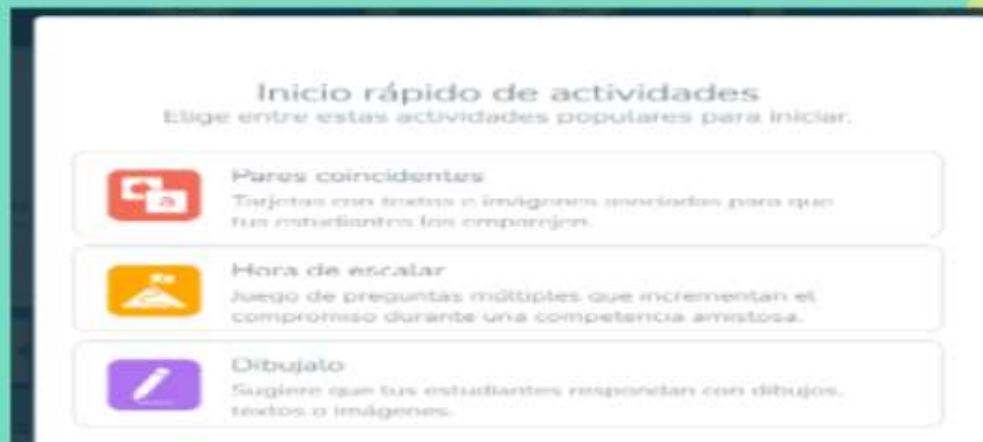 Inicio rápido de actividades
Elige entre estas actividades populares para iniciar.
Pares coincidentes
Tarjetas con textos o imágenes asociadas para que
tus estudiantes los emparejen.
Hora de escalar
Juego de preguntas múltiples que incrementan el
compromiso durante una competencia amistosa.
Dibujalo
Sugiere que tus estudiantes respondan con dibujos,
textos o imágenes.